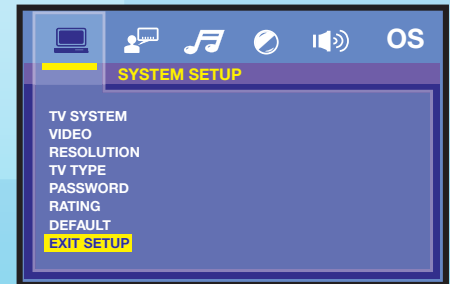 OS
SYSTEM SETUP
TV SYSTEM
VIDEO
RESOLUTION
TV TYPE
PASSWORD
RATING
DEFAULT
EXIT SETUP